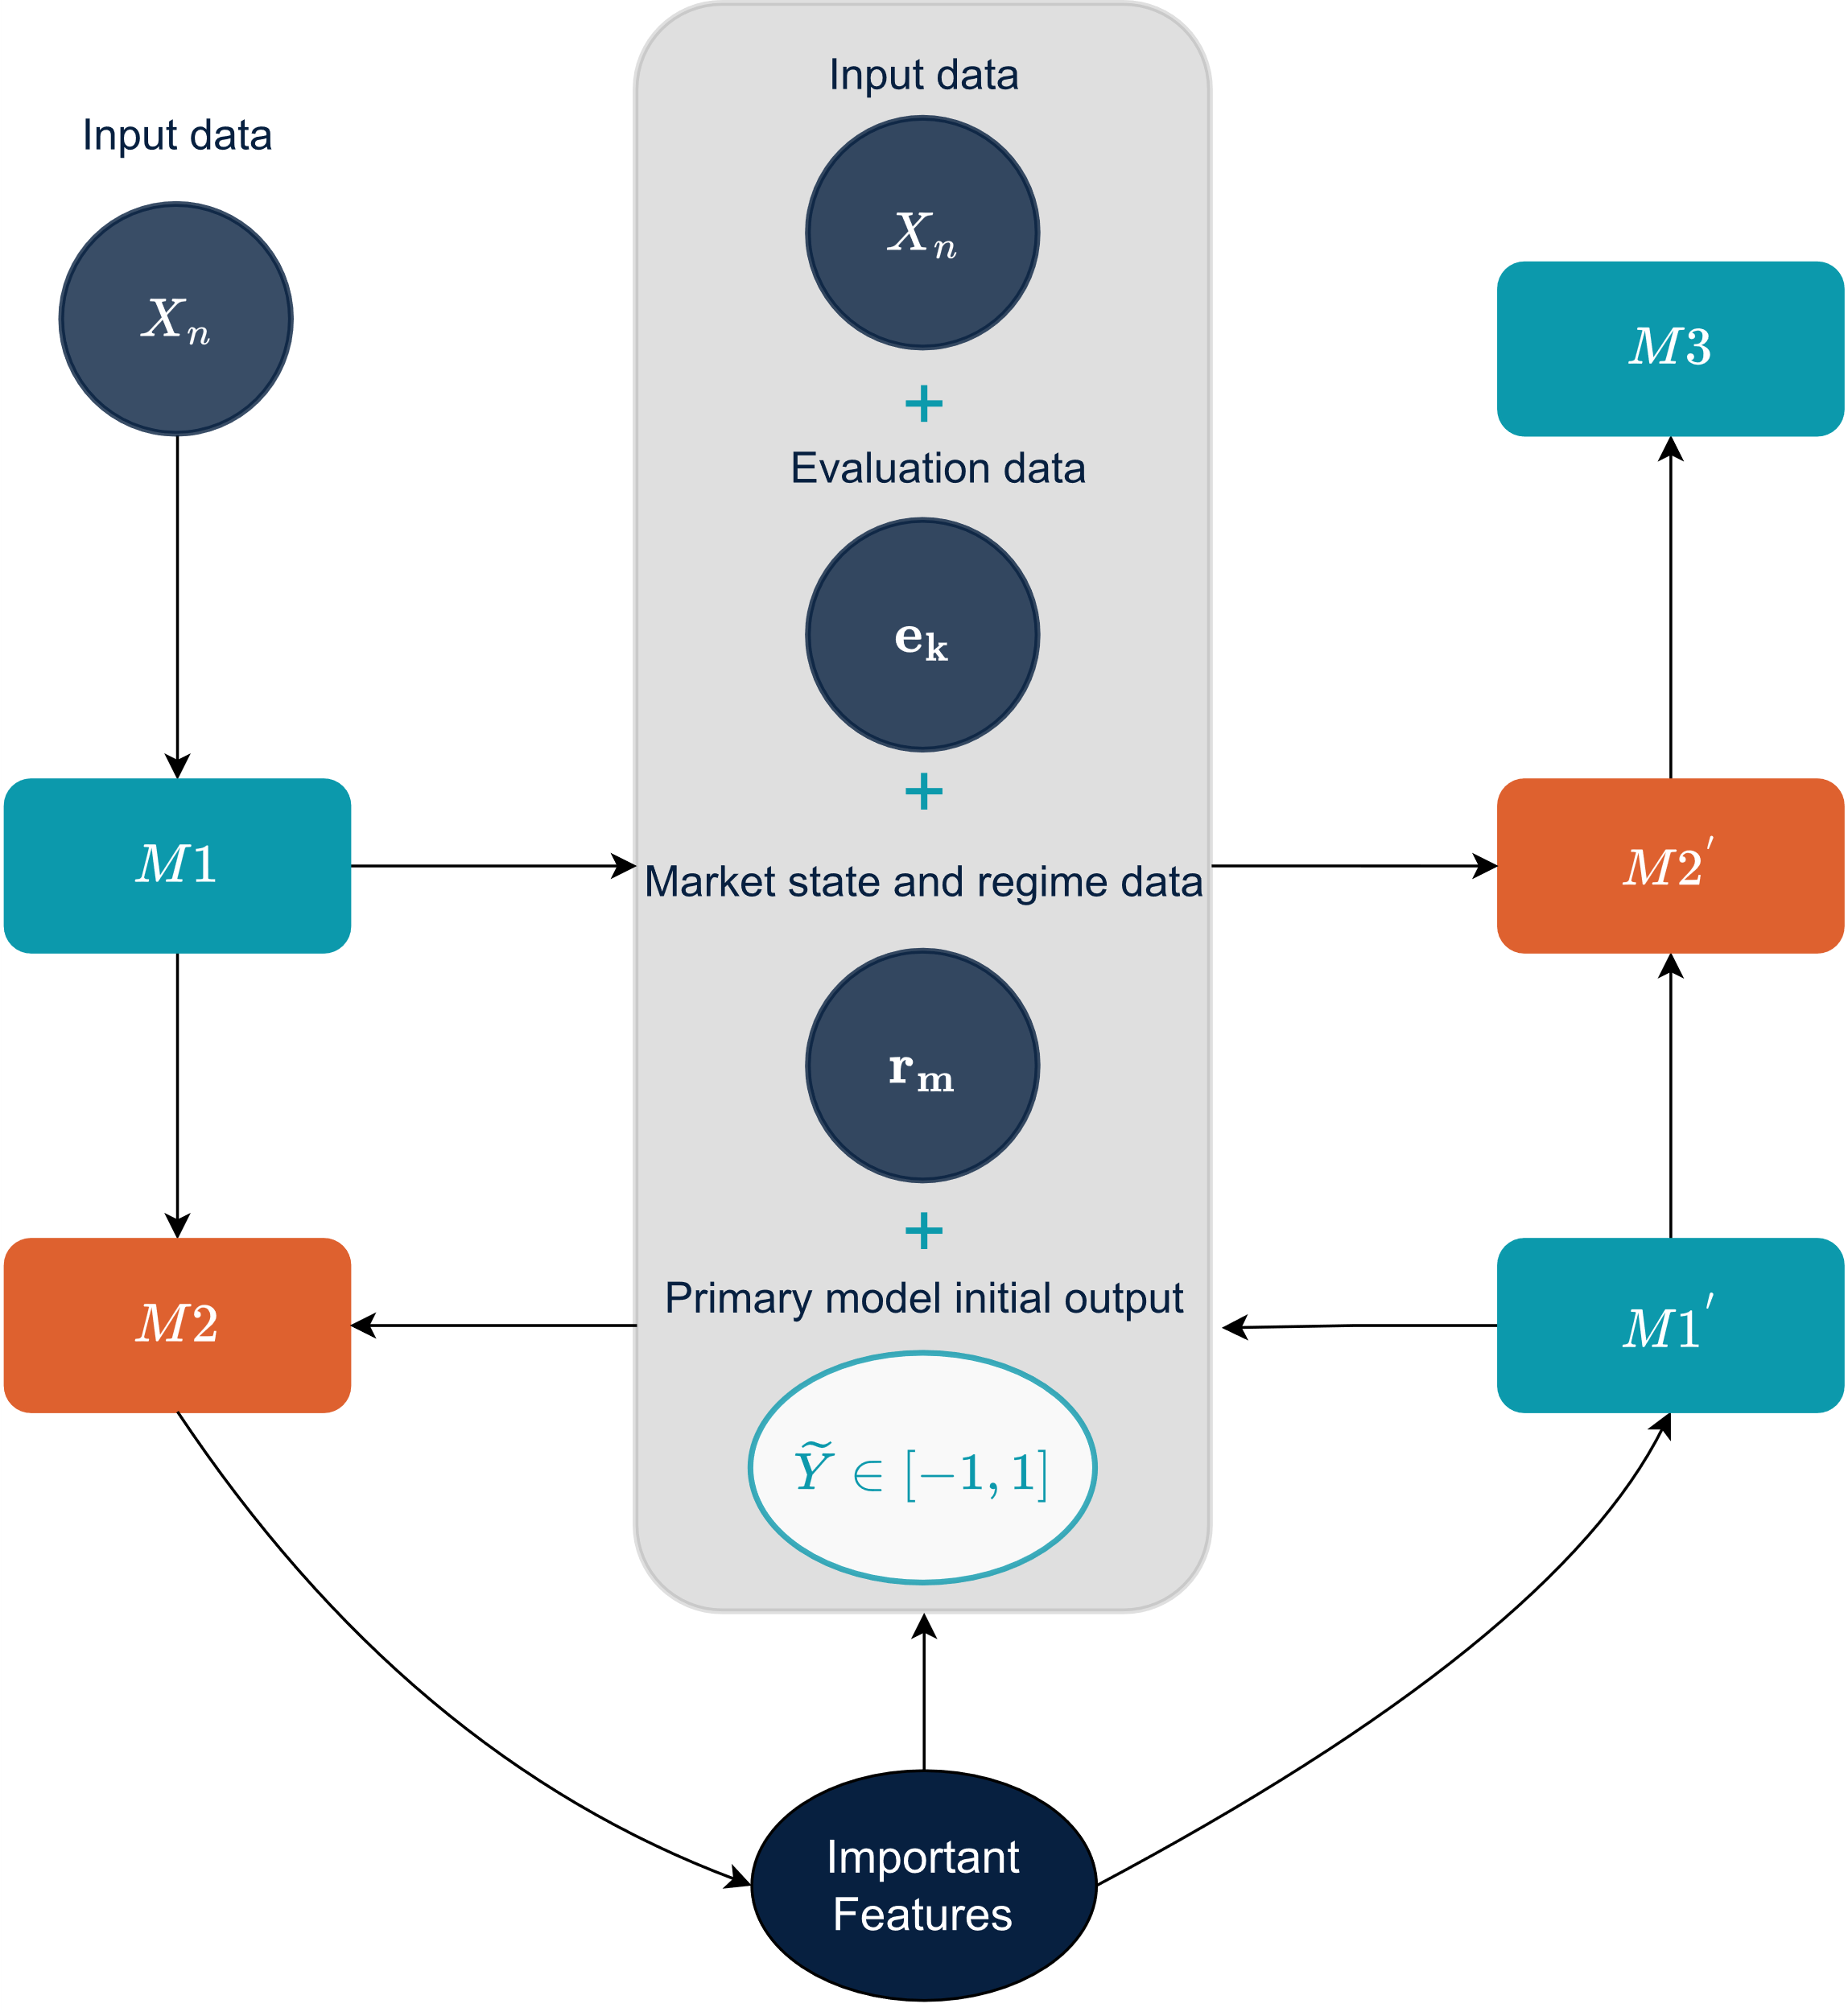 Input data
X_n
M1
M2
Input data
X_n
+
Evaluation data
e_k
+
Market state and regime data
r_m
+
Primary model initial output
Ỹ ∈ [−1, 1]
Important
Features
M3
M2′
M1′